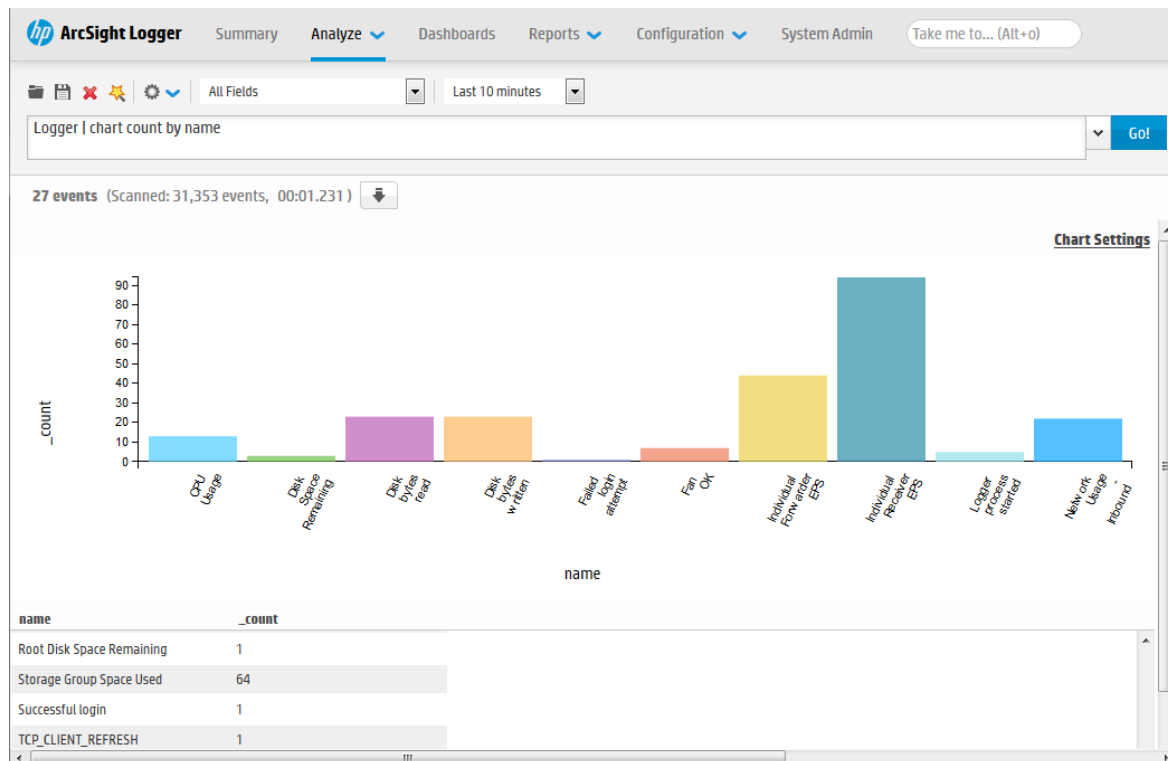 hp ArcSight Logger Summary Analyze Dashboards Reports Configuration System Admin Take me to... (Alt+o)
All Fields Last 10 minutes
Logger | chart count by name Go!
27 events (Scanned: 31,353 events, 00:01.231 )
Chart Settings
90
80
70
60
50
40
30
20
10
0
_count
CPU
Usage
Disk
Space
Remaining
Disk
bytes
read
Disk
bytes
written
Failed
login
attempt
Fan
OK
Individual
Forwarder
EPS
Individual
Receiver
EPS
Logger
process
started
Network
Usage
-
Inbound
name
name _count
Root Disk Space Remaining 1
Storage Group Space Used 64
Successful login 1
TCP_CLIENT_REFRESH 1